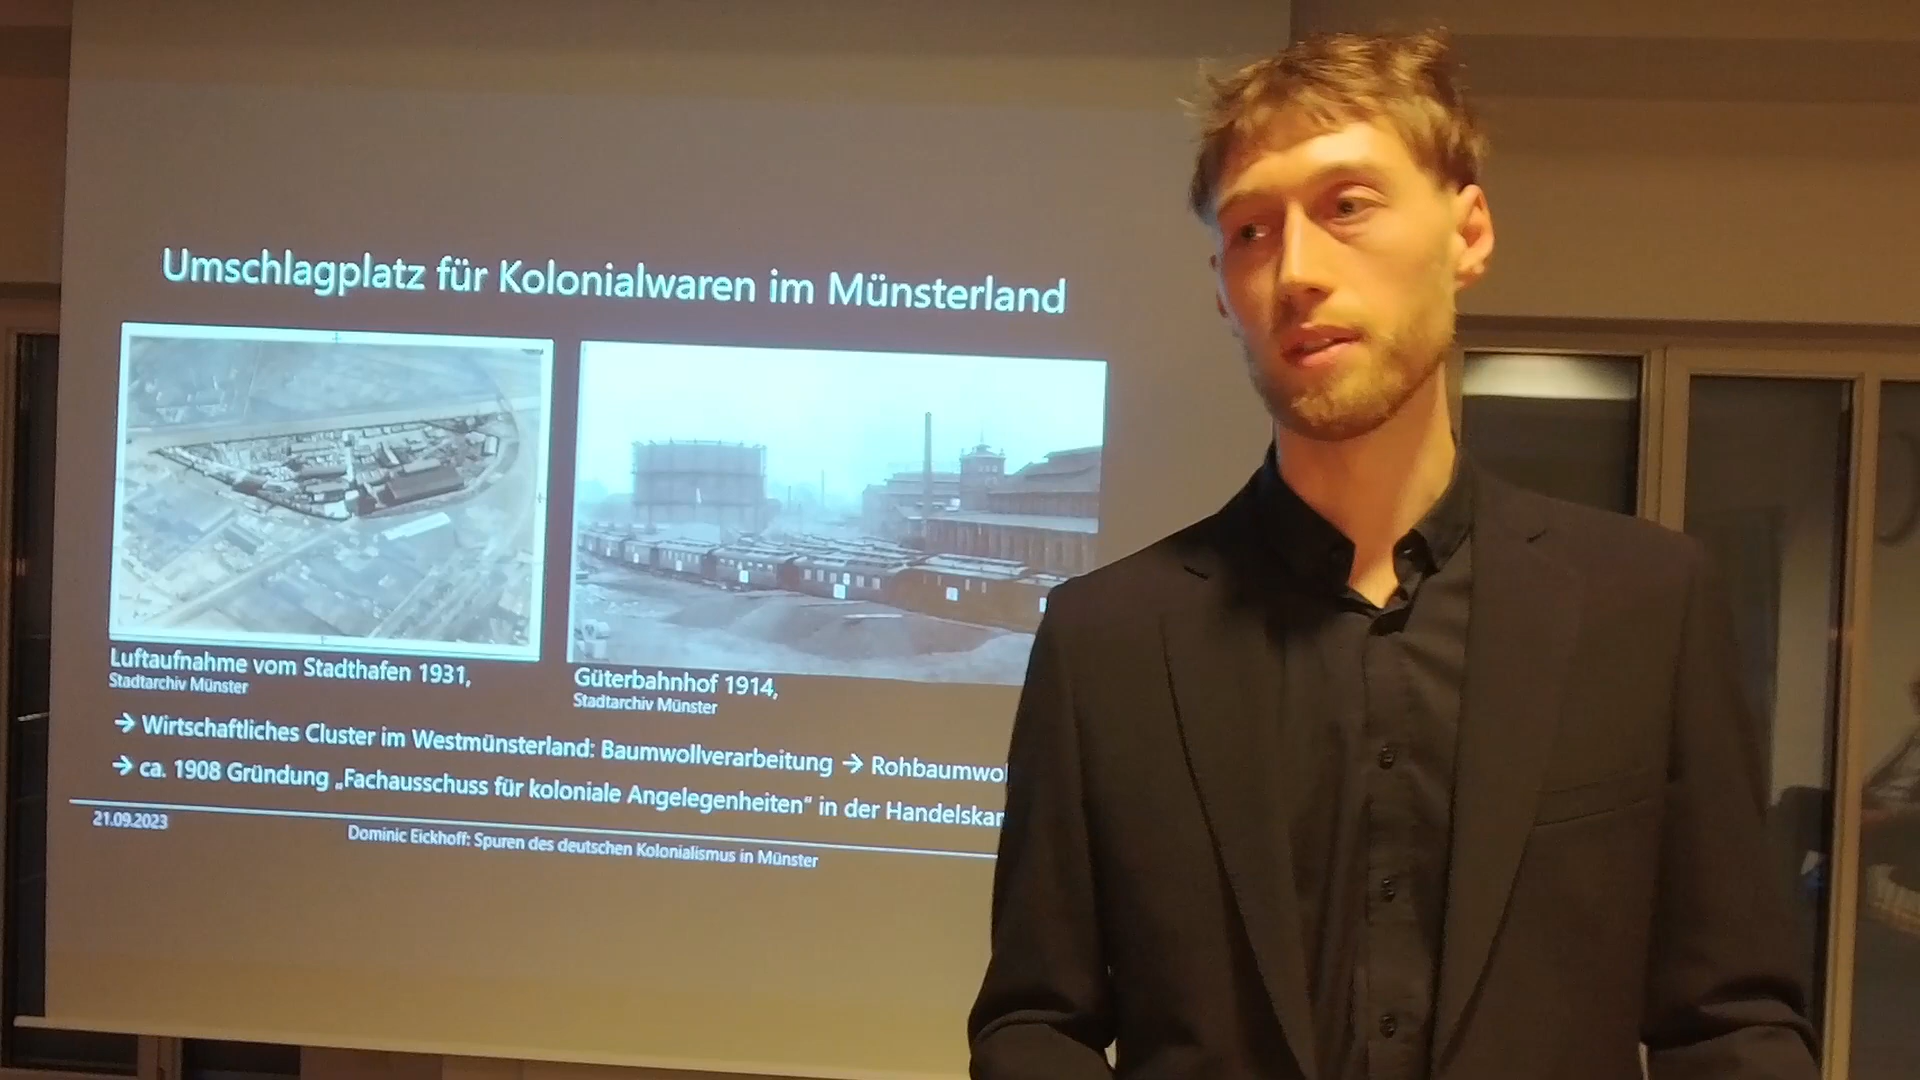 Umschlagplatz für Kolonialwaren im Münsterland
Luftaufnahme vom Stadthafen 1931,
Stadtarchiv Münster
Güterbahnhof 1914,
Stadtarchiv Münster
→ Wirtschaftliches Cluster im Westmünsterland: Baumwollverarbeitung → Rohbaumwol
→ ca. 1908 Gründung „Fachausschuss für koloniale Angelegenheiten“ in der Handelskam
21.09.2023
Dominic Eickhoff: Spuren des deutschen Kolonialismus in Münster